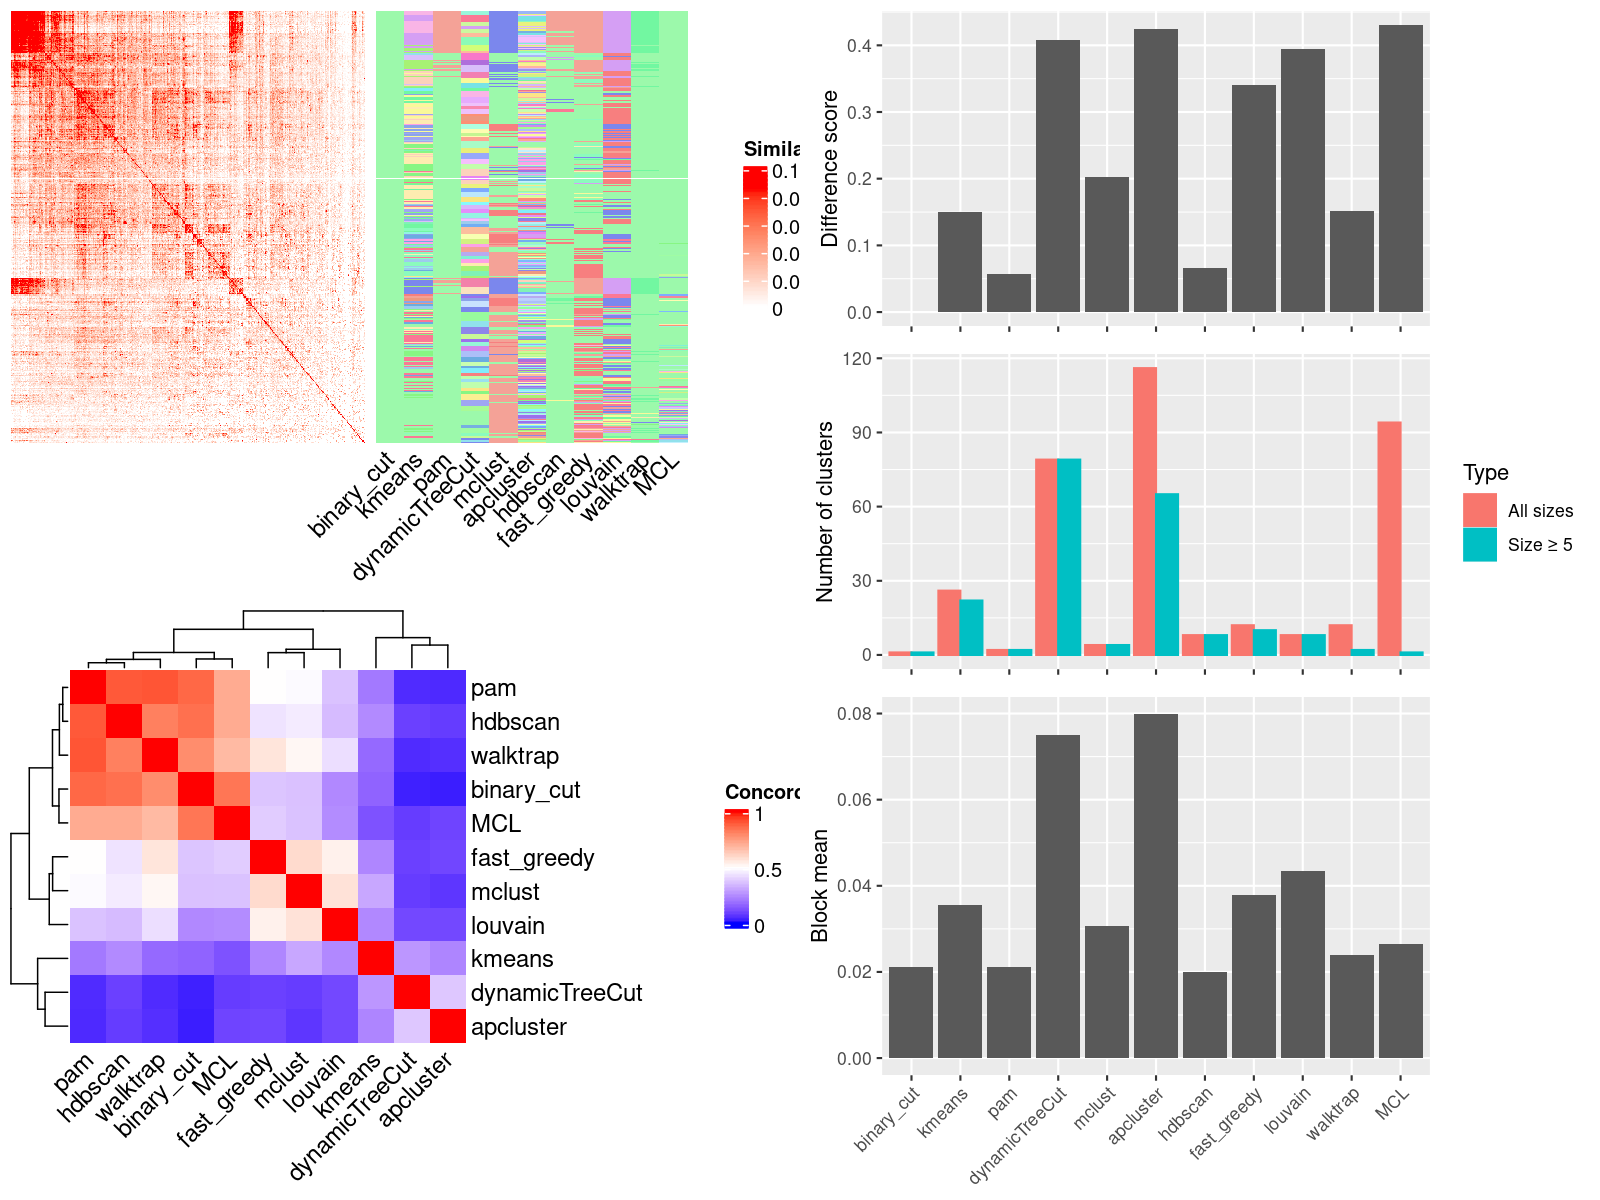 Simila
0.1
0.0
0.0
0.0
0.0
0
binary_cut
kmeans
pam
dynamicTreeCut
mclust
apcluster
hdbscan
fast_greedy
louvain
walktrap
MCL
pam
hdbscan
walktrap
binary_cut
MCL
fast_greedy
mclust
louvain
kmeans
dynamicTreeCut
apcluster
pam
hdbscan
walktrap
binary_cut
MCL
fast_greedy
mclust
louvain
kmeans
dynamicTreeCut
apcluster
Concord
1
0.5
0
Difference score
0.4
0.3
0.2
0.1
0.0
Number of clusters
120
90
60
30
0
Type
All sizes
Size ≥ 5
Block mean
0.08
0.06
0.04
0.02
0.00
binary_cut
kmeans
pam
dynamicTreeCut
mclust
apcluster
hdbscan
fast_greedy
louvain
walktrap
MCL